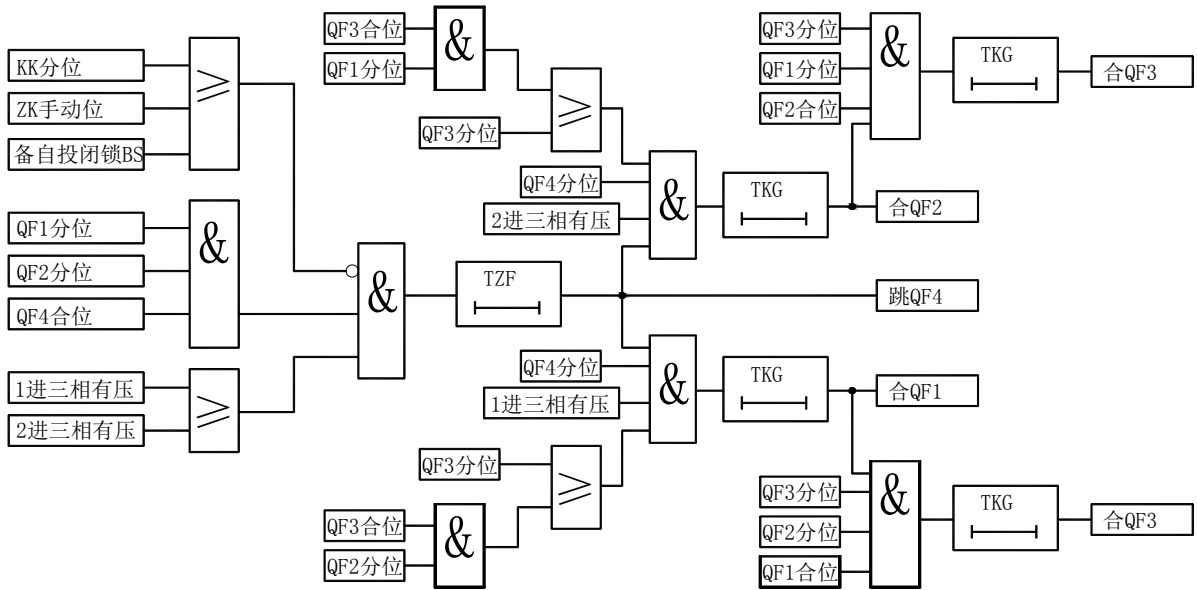 KK分位
ZK手动位
备自投闭锁BS
≥
QF1分位
QF2分位
QF4合位
&
1进三相有压
2进三相有压
≥
&
TZF
QF3合位
QF1分位
&
QF3分位
≥
QF4分位
2进三相有压
&
TKG
合QF2
QF3分位
QF1分位
QF2合位
&
TKG
合QF3
跳QF4
QF4分位
1进三相有压
&
TKG
合QF1
QF3分位
≥
QF3合位
QF2分位
&
QF3分位
QF2分位
QF1合位
&
TKG
合QF3